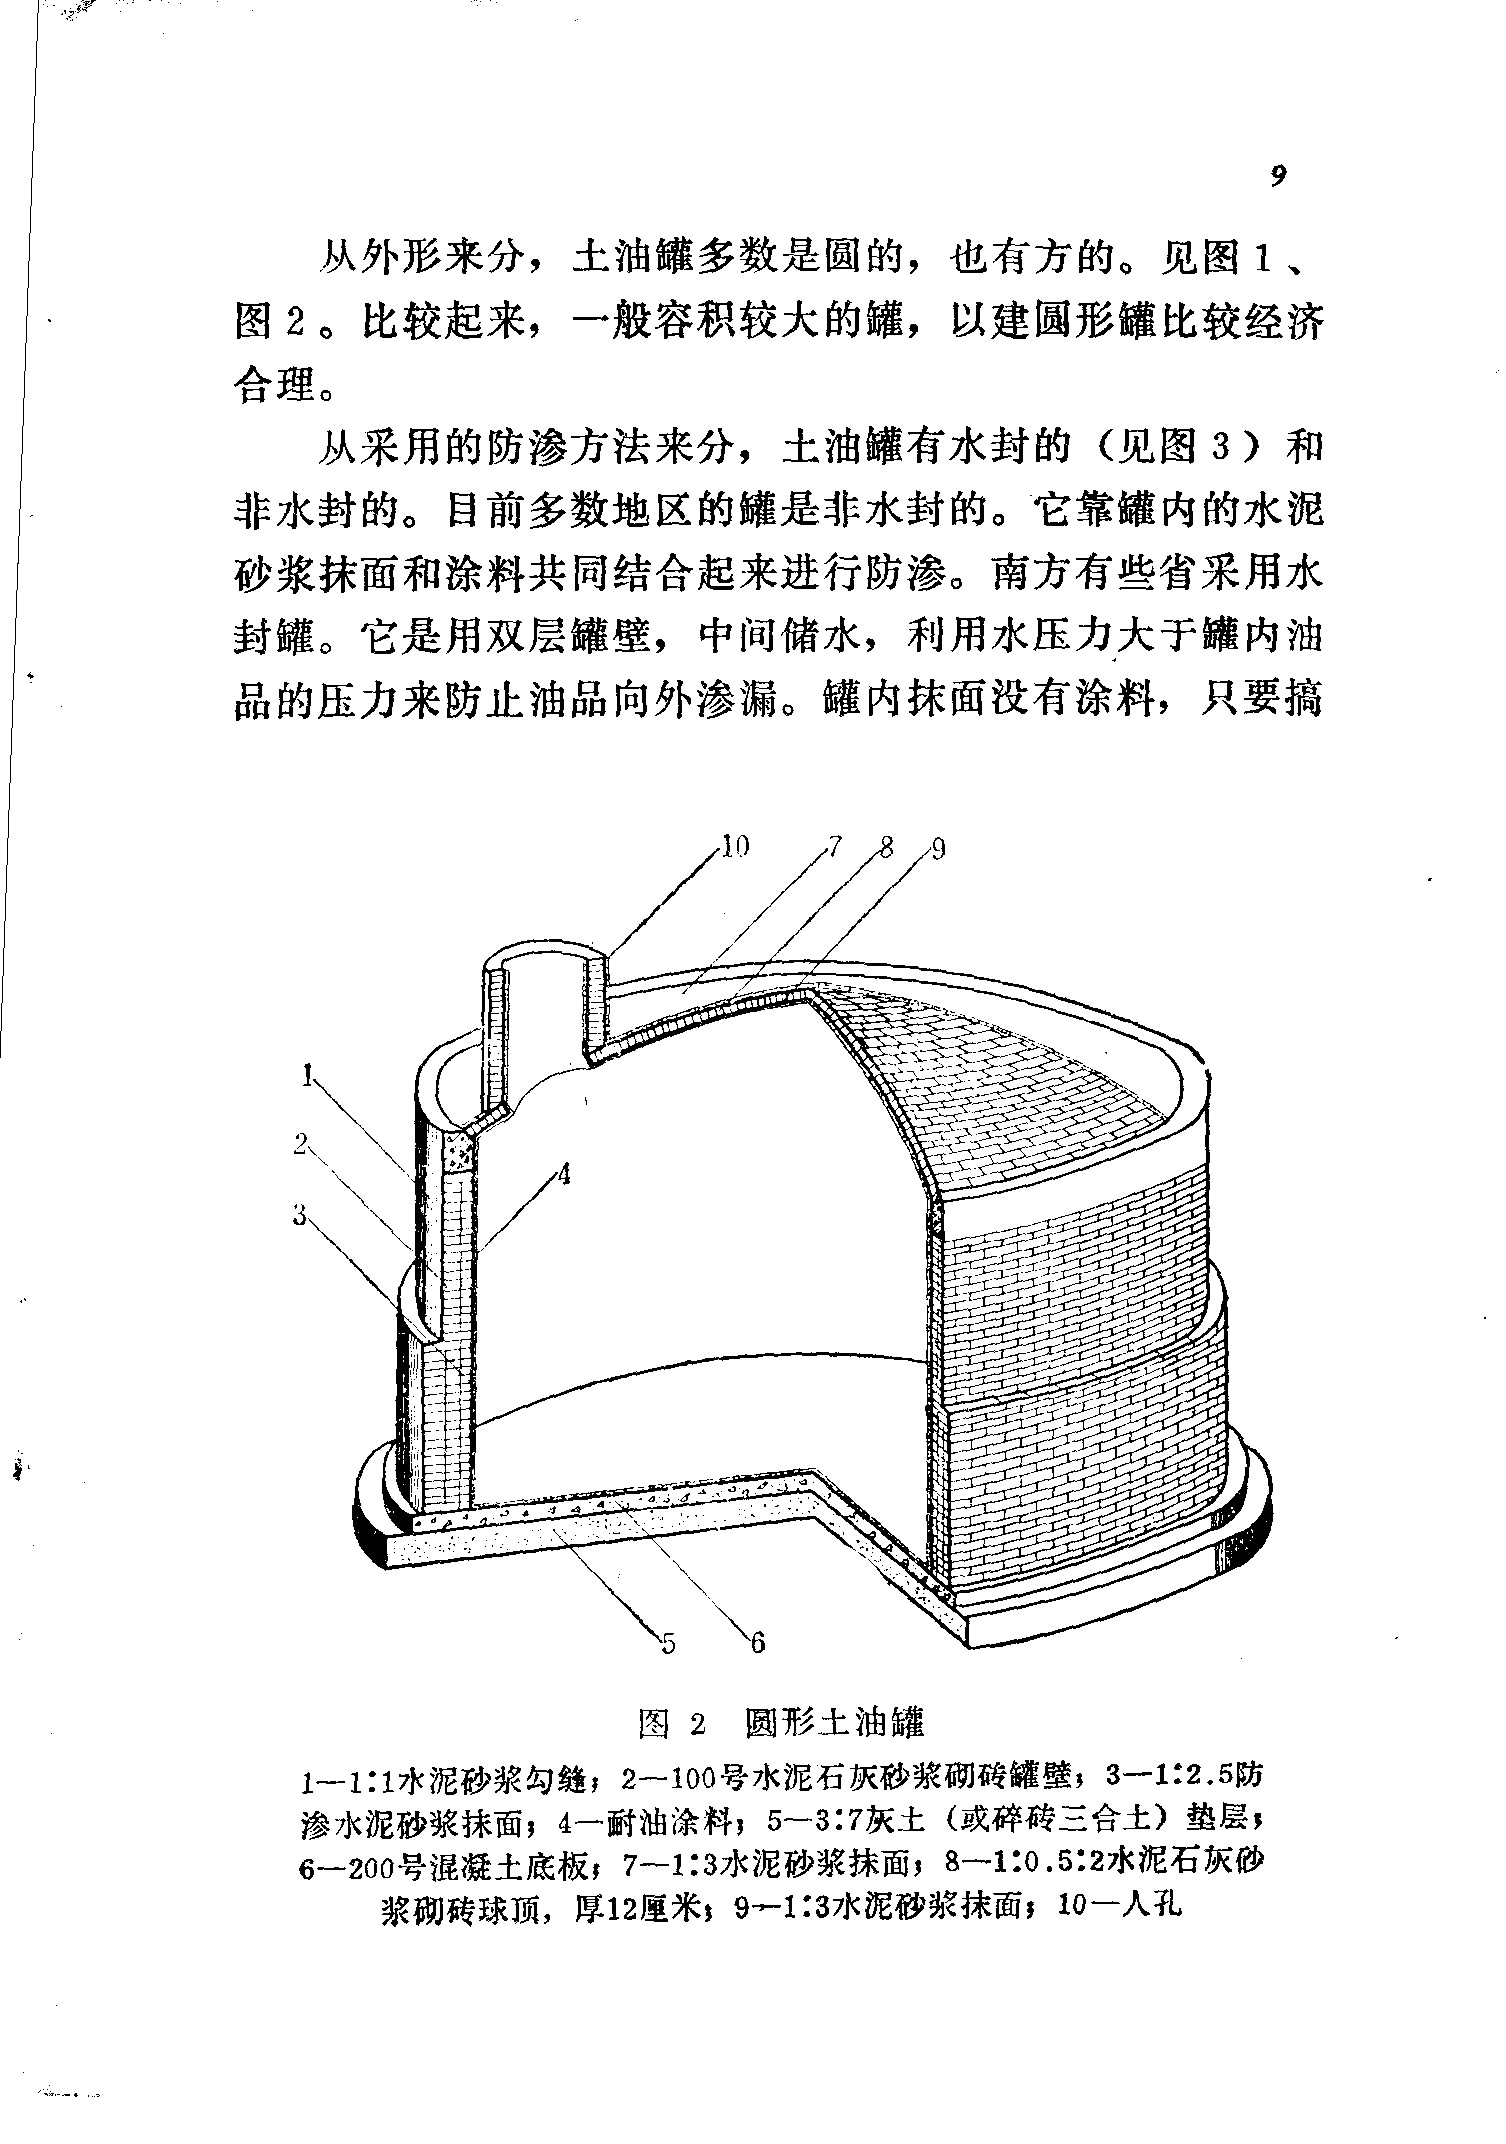 9
从外形来分，土油罐多数是圆的，也有方的。见图1、
图2。比较起来，一般容积较大的罐，以建圆形罐比较经济
合理。
从采用的防渗方法来分，土油罐有水封的（见图3）和
非水封的。目前多数地区的罐是非水封的。它靠罐内的水泥
砂浆抹面和涂料共同结合起来进行防渗。南方有些省采用水
封罐。它是用双层罐壁，中间储水，利用水压力大于罐内油
品的压力来防止油品向外渗漏。罐内抹面没有涂料，只要搞
10 7 8 9
1
2
4
3
5 6
图 2 圆形土油罐
1—1:1水泥砂浆勾缝；2—100号水泥石灰砂浆砌砖罐壁；3—1:2.5防
渗水泥砂浆抹面；4—耐油涂料；5—3:7灰土（或碎砖三合土）垫层；
6—200号混凝土底板；7—1:3水泥砂浆抹面；8—1:0.5:2水泥石灰砂
浆砌砖球顶，厚12厘米；9—1:3水泥砂浆抹面；10—人孔